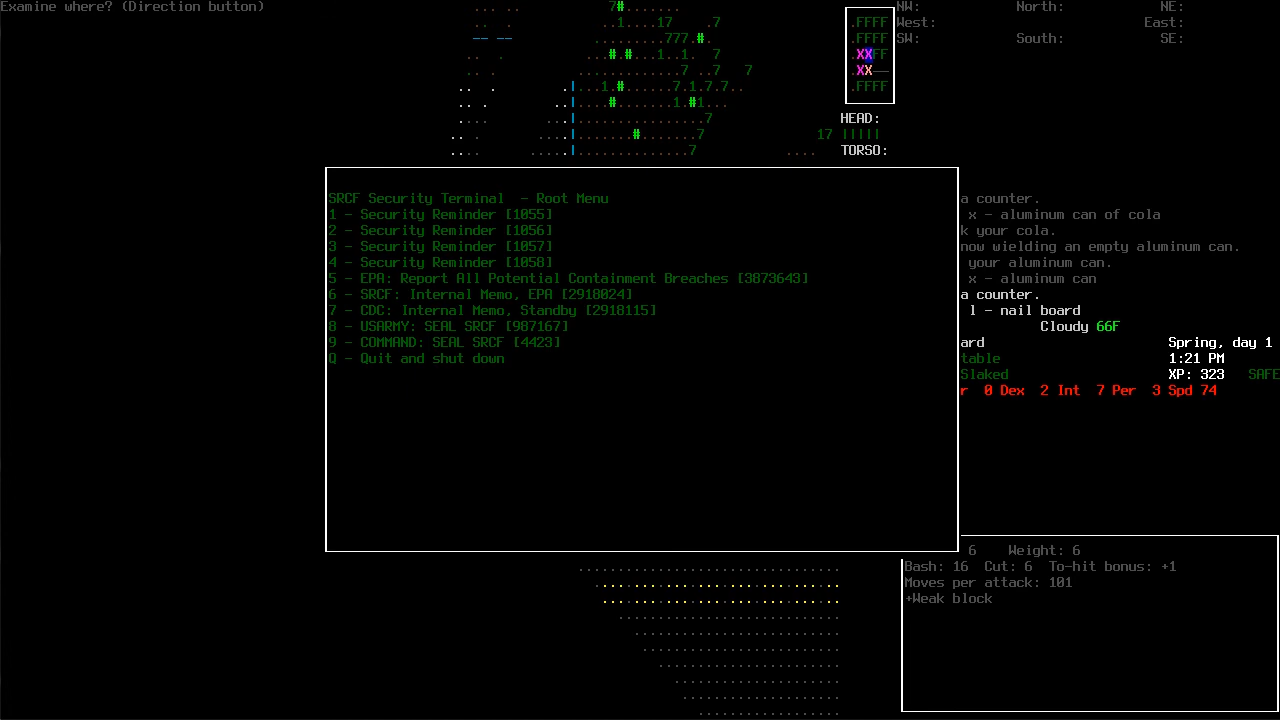 Examine where? (Direction button)
NW: North: NE:
West: East:
SW: South: SE:
HEAD:
17 |||||
TORSO:
SRCF Security Terminal - Root Menu
1 - Security Reminder [1055]
2 - Security Reminder [1056]
3 - Security Reminder [1057]
4 - Security Reminder [1058]
5 - EPA: Report All Potential Containment Breaches [3873643]
6 - SRCF: Internal Memo, EPA [2918024]
7 - CDC: Internal Memo, Standby [2918115]
8 - USARMY: SEAL SRCF [987167]
9 - COMMAND: SEAL SRCF [4423]
Q - Quit and shut down
a counter.
x - aluminum can of cola
k your cola.
now wielding an empty aluminum can.
your aluminum can.
x - aluminum can
a counter.
l - nail board
Cloudy 66F
ard Spring, day 1
table 1:21 PM
Slaked XP: 323 SAFE
r 0 Dex 2 Int 7 Per 3 Spd 74
6 Weight: 6
Bash: 16 Cut: 6 To-hit bonus: +1
Moves per attack: 101
+Weak block